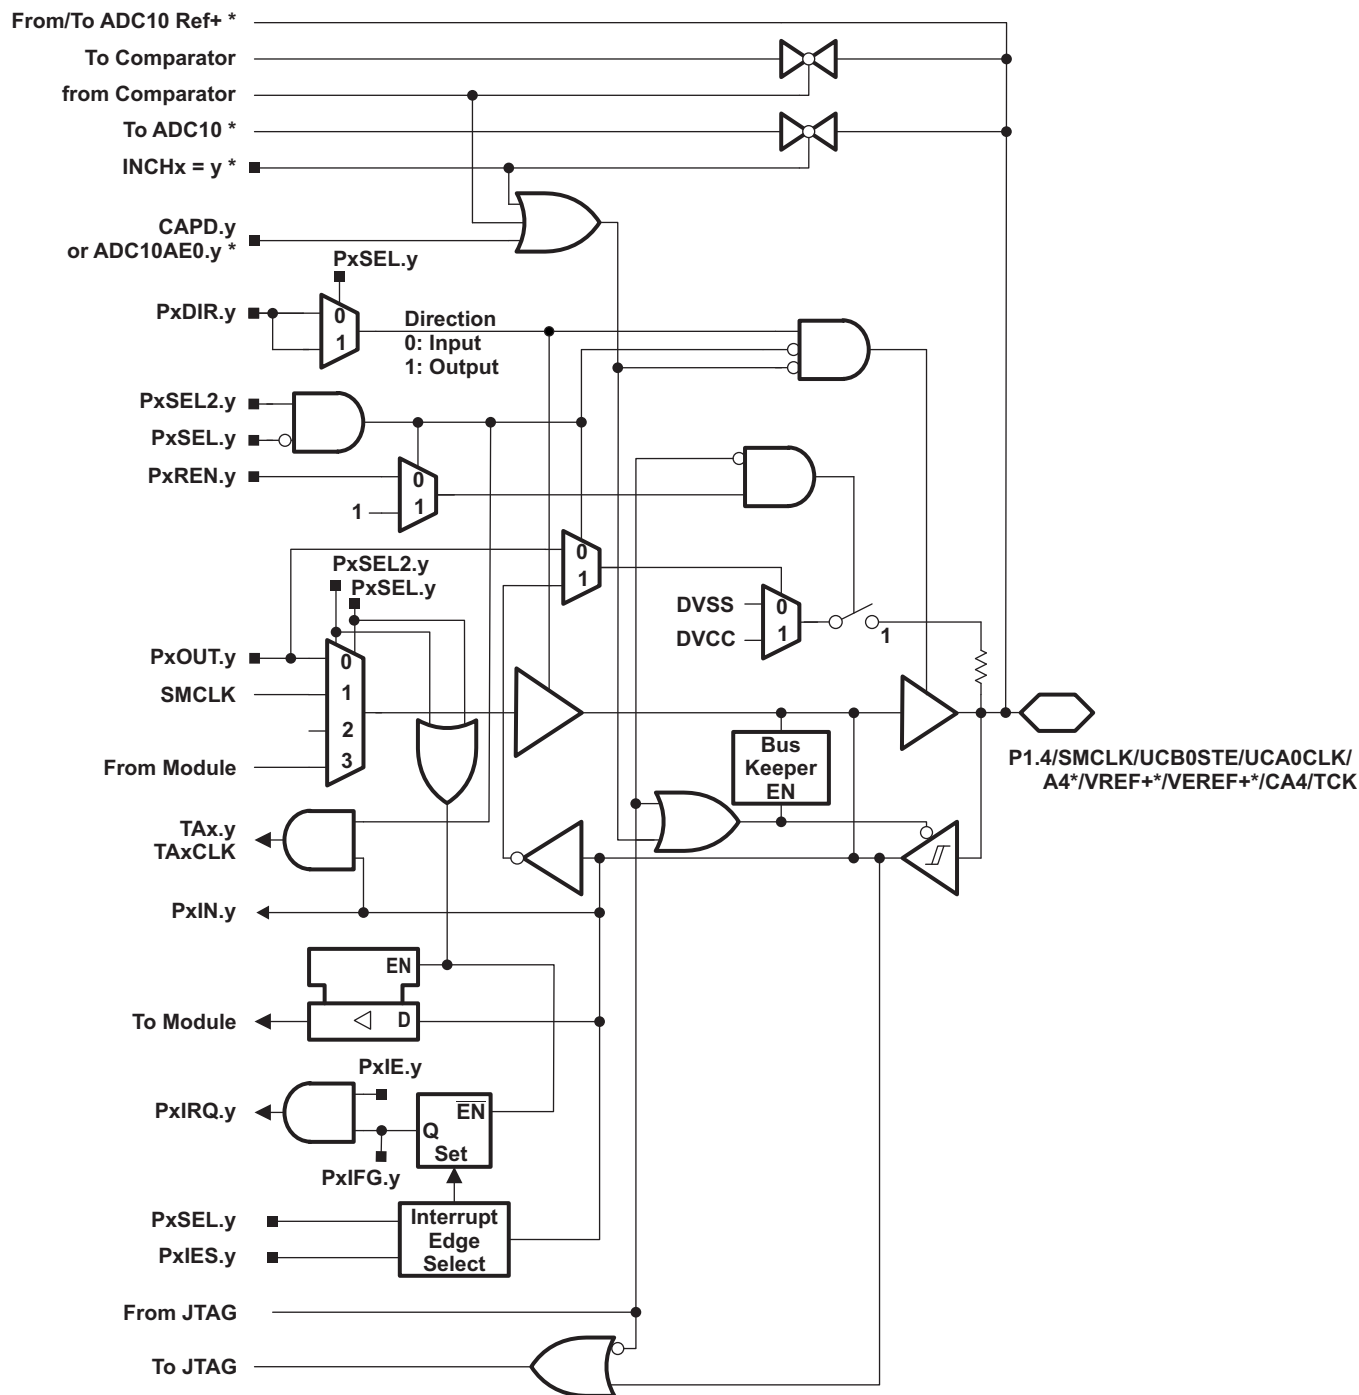 From/To ADC10 Ref+ *
To Comparator
from Comparator
To ADC10 *
INCHx = y *
CAPD.y
or ADC10AE0.y *
PxSEL.y
PxDIR.y
0
1
Direction
0: Input
1: Output
PxSEL2.y
PxSEL.y
PxREN.y
0
1
1
0
1
PxSEL2.y
PxSEL.y
DVSS
DVCC
0
1
1
PxOUT.y
SMCLK
From Module
0
1
2
3
Bus
Keeper
EN
P1.4/SMCLK/UCB0STE/UCA0CLK/
A4*/VREF+*/VEREF+*/CA4/TCK
TAx.y
TAxCLK
PxIN.y
EN
D
To Module
PxIE.y
PxIRQ.y
EN
Q
Set
PxIFG.y
PxSEL.y
PxIES.y
Interrupt
Edge
Select
From JTAG
To JTAG